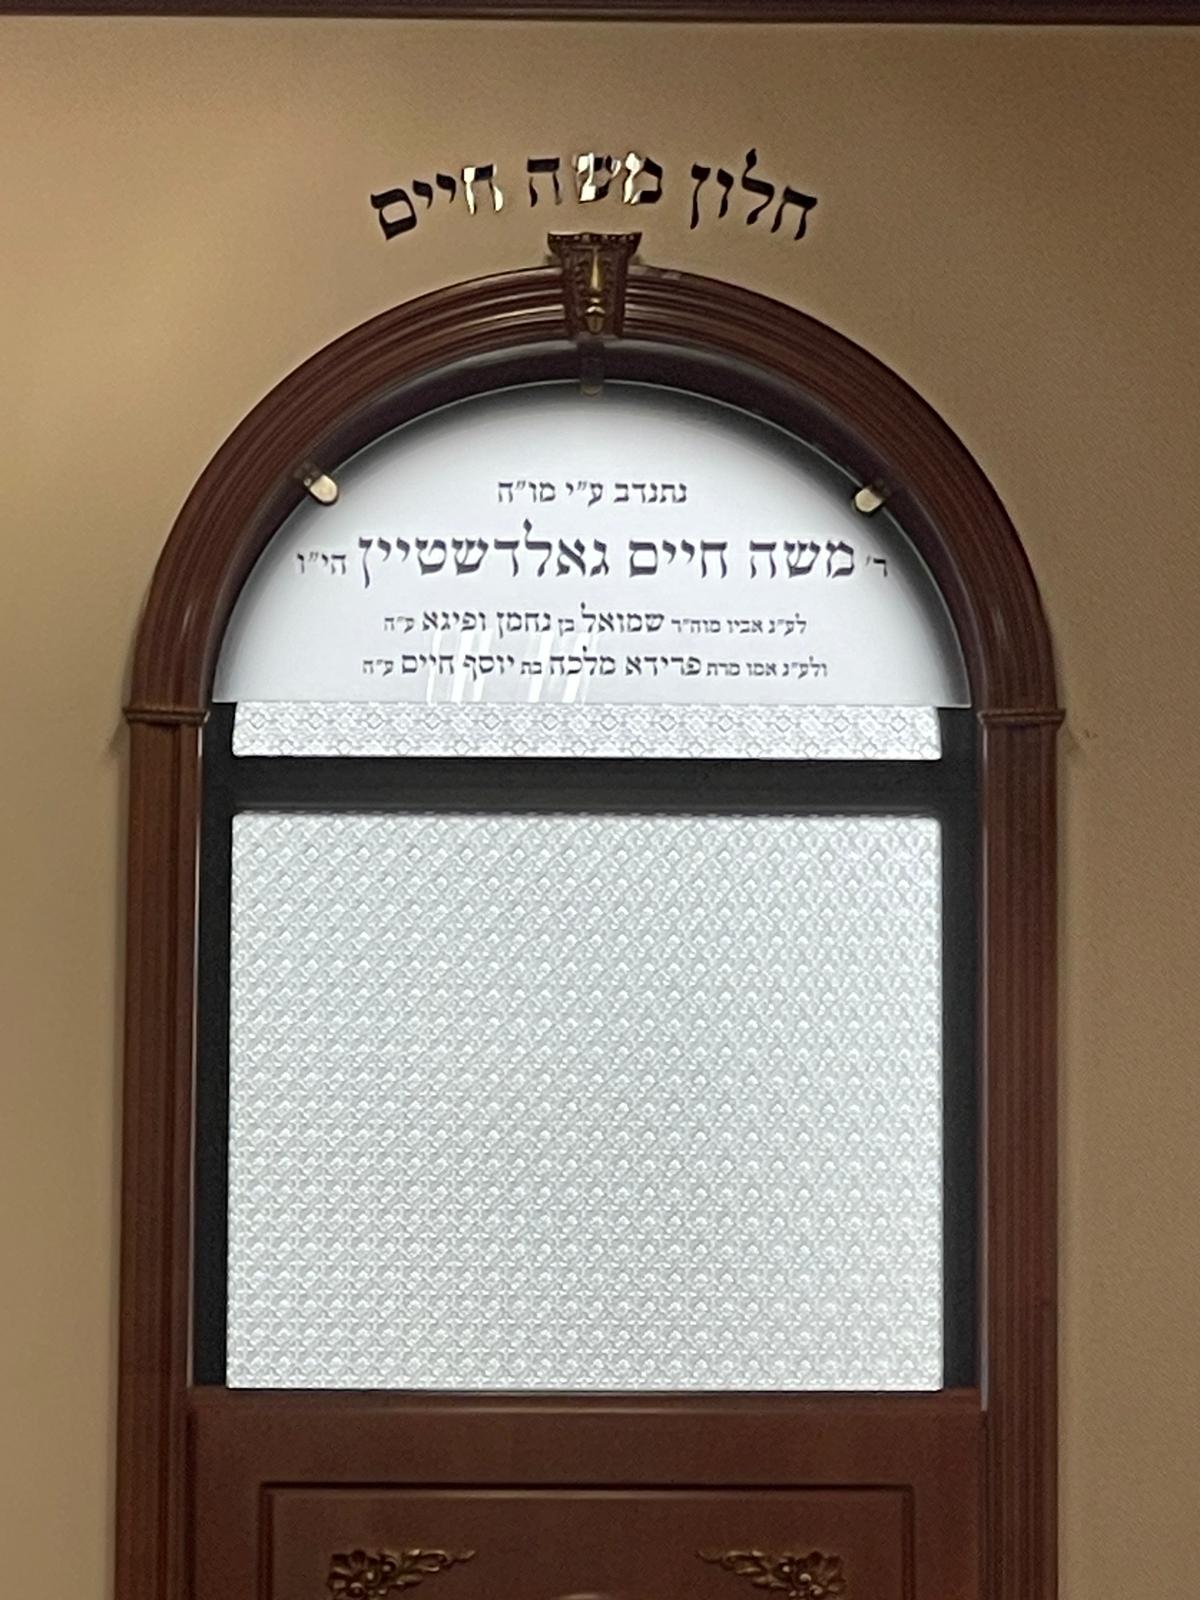 חלון משה חיים
נתנדב ע״י מו״ה
ר׳ משה חיים גאלדשטיין הי״ו
לע״נ אביו מוה״ר שמואל בן נחמן ופיגא ע״ה
ולע״נ אמו מרת פרידא מלכה בת יוסף חיים ע״ה